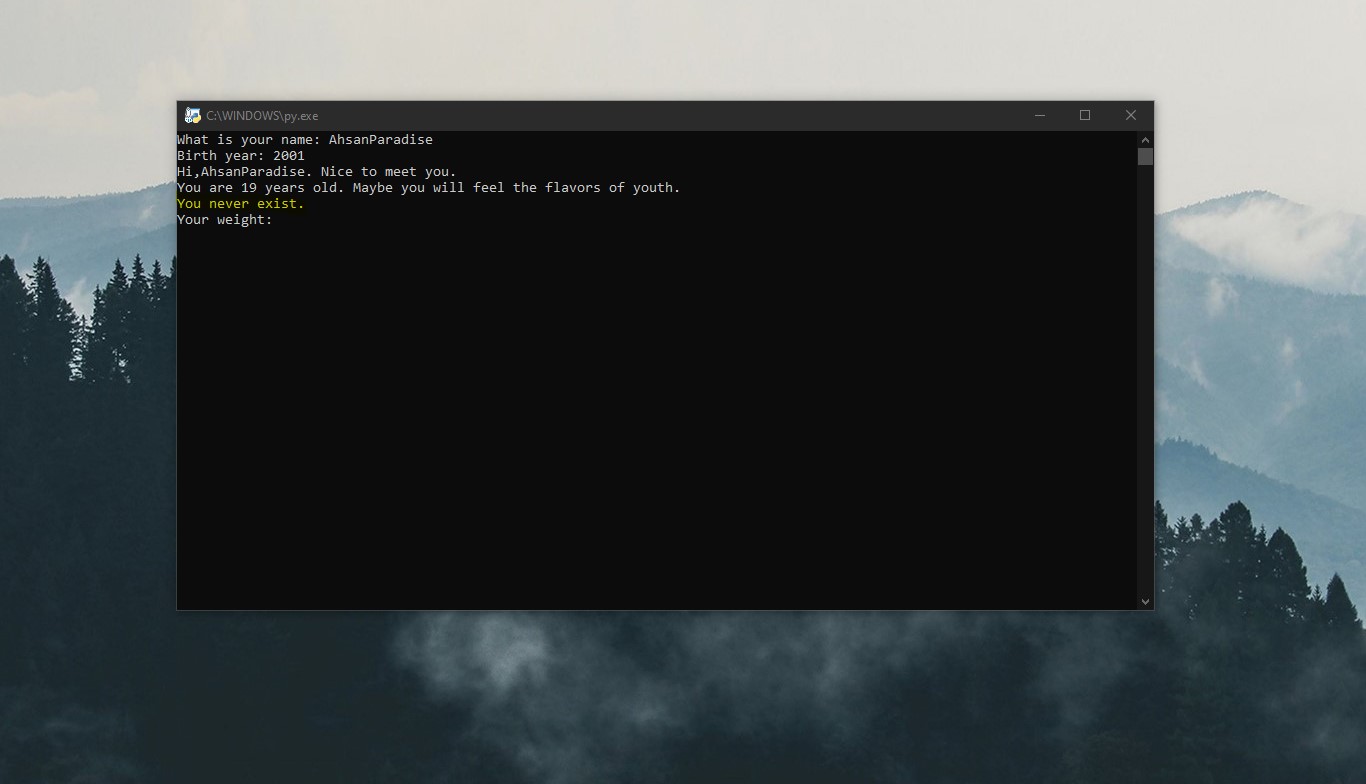 C:\WINDOWS\py.exe
What is your name: AhsanParadise
Birth year: 2001
Hi,AhsanParadise. Nice to meet you.
You are 19 years old. Maybe you will feel the flavors of youth.
You never exist.
Your weight: